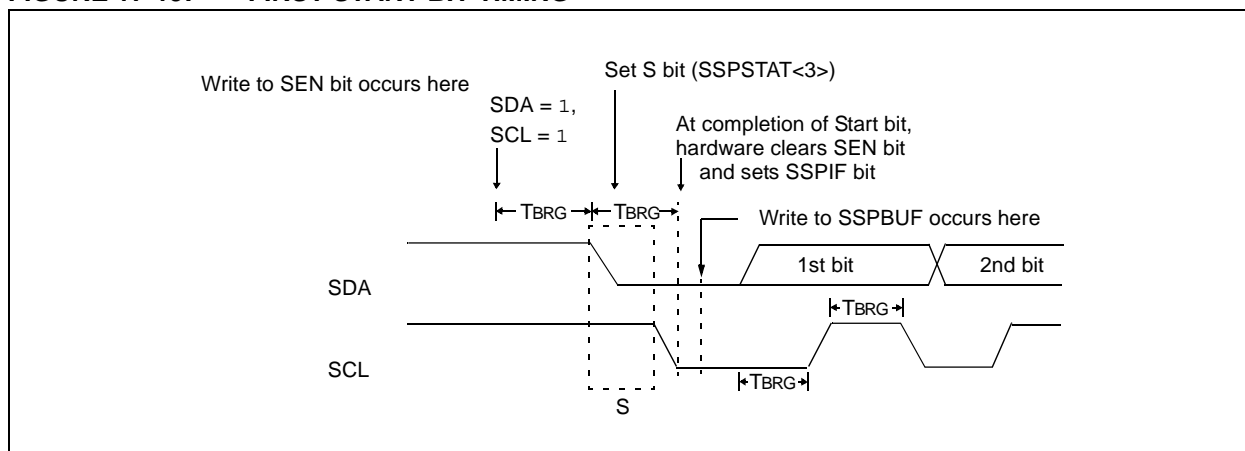 Set S bit (SSPSTAT<3>)
Write to SEN bit occurs here
SDA = 1,
SCL = 1
At completion of Start bit,
hardware clears SEN bit
and sets SSPIF bit
TBRG
TBRG
Write to SSPBUF occurs here
1st bit
2nd bit
SDA
TBRG
SCL
TBRG
S